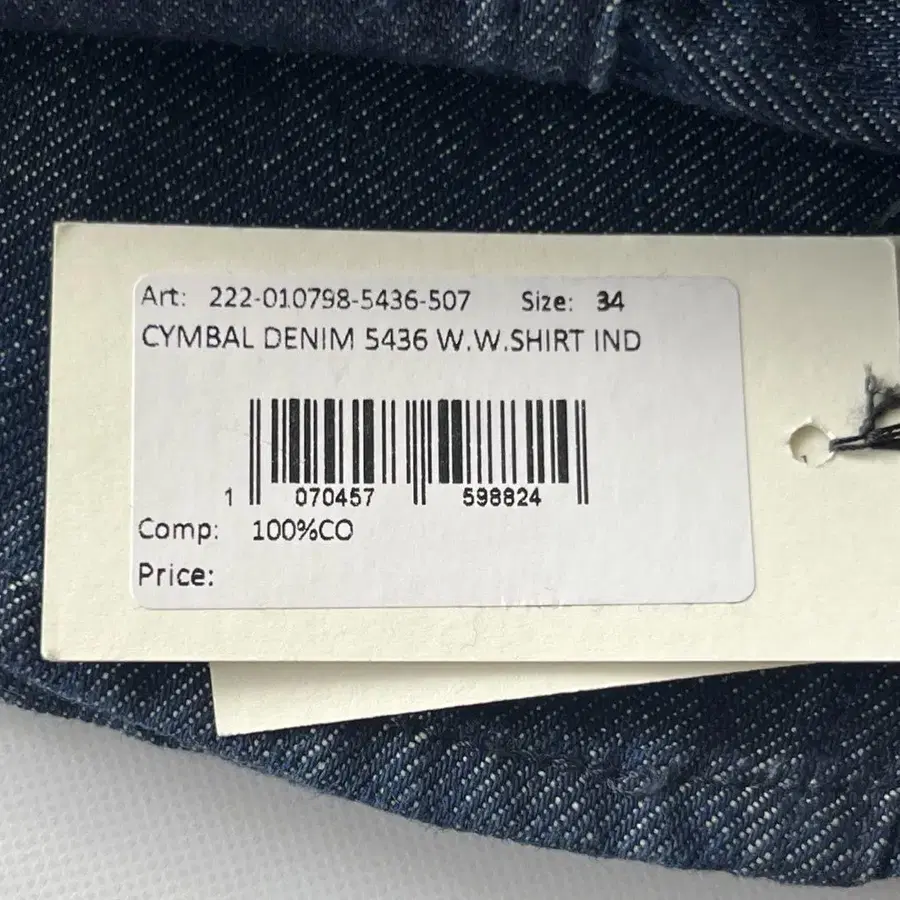 Art: 222-010798-5436-507 Size: 34
CYMBAL DENIM 5436 W.W.SHIRT IND
1 070457 598824
Comp: 100%CO
Price: